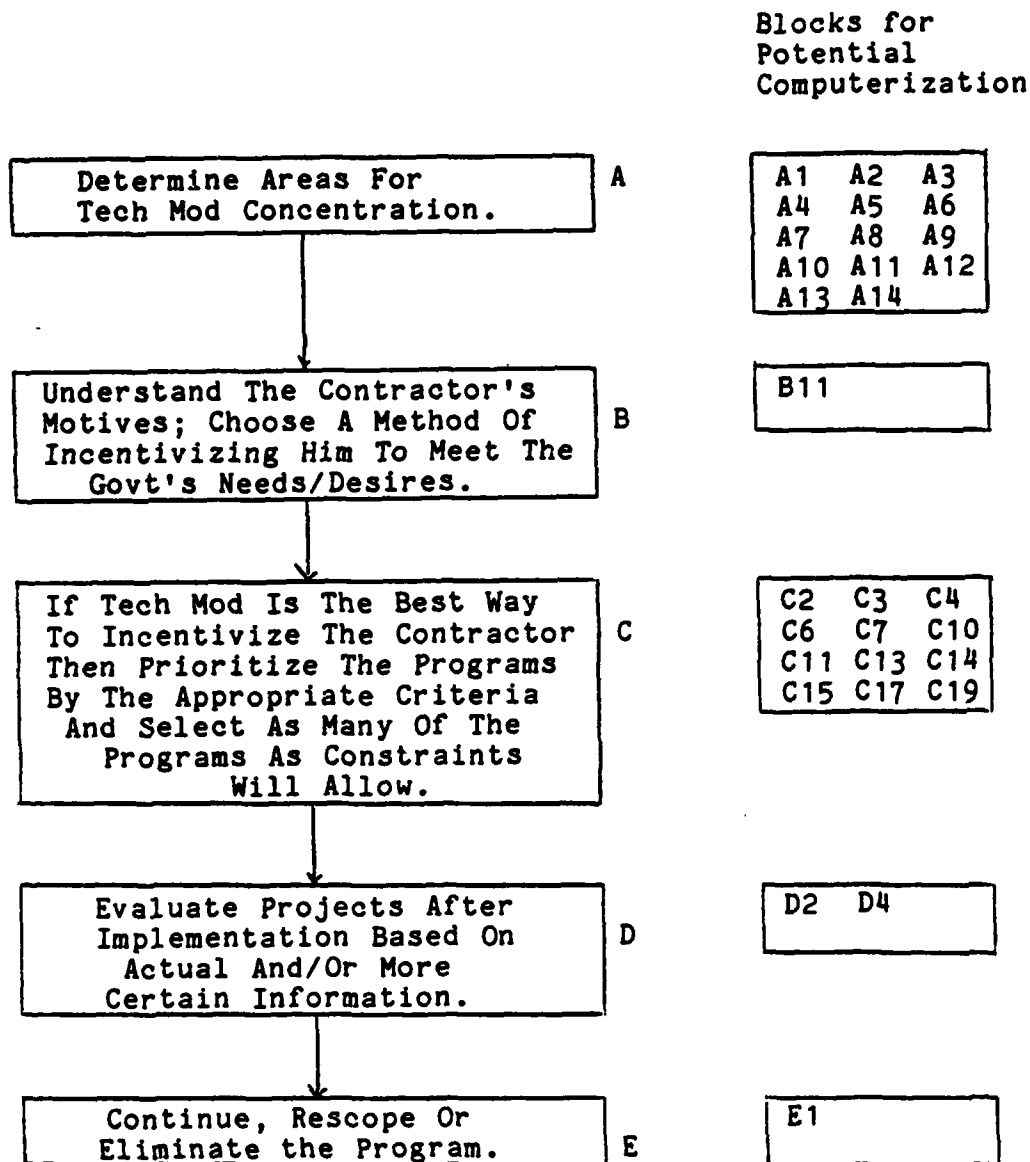 Blocks for
Potential
Computerization
Determine Areas For
Tech Mod Concentration.
A
A1 A2 A3
A4 A5 A6
A7 A8 A9
A10 A11 A12
A13 A14
Understand The Contractor's
Motives; Choose A Method Of
Incentivizing Him To Meet The
Govt's Needs/Desires.
B
B11
If Tech Mod Is The Best Way
To Incentivize The Contractor
Then Prioritize The Programs
By The Appropriate Criteria
And Select As Many Of The
Programs As Constraints
Will Allow.
C
C2 C3 C4
C6 C7 C10
C11 C13 C14
C15 C17 C19
Evaluate Projects After
Implementation Based On
Actual And/Or More
Certain Information.
D
D2 D4
Continue, Rescope Or
Eliminate the Program.
E
E1